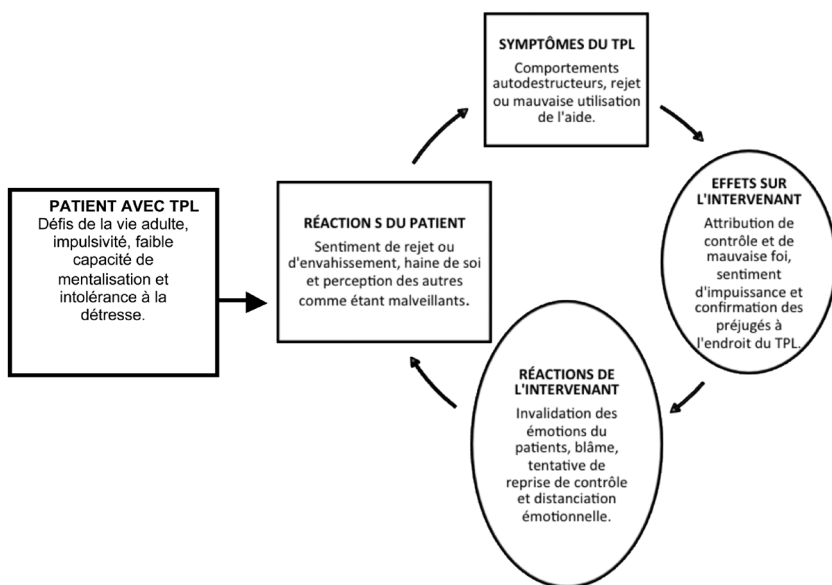 SYMPTÔMES DU TPL
Comportements
autodestructeurs, rejet
ou mauvaise utilisation
de l'aide.
PATIENT AVEC TPL
Défis de la vie adulte,
impulsivité, faible
capacité de
mentalisation et
intolérance à la
détresse.
RÉACTION S DU PATIENT
Sentiment de rejet ou
d'envahissement, haine de soi
et perception des autres
comme étant malveillants.
EFFETS SUR
L'INTERVENANT
Attribution de
contrôle et de
mauvaise foi,
sentiment
d'impuissance et
confirmation des
préjugés à
l'endroit du TPL.
RÉACTIONS DE
L'INTERVENANT
Invalidation des
émotions du
patients, blâme,
tentative de
reprise de contrôle
et distanciation
émotionnelle.